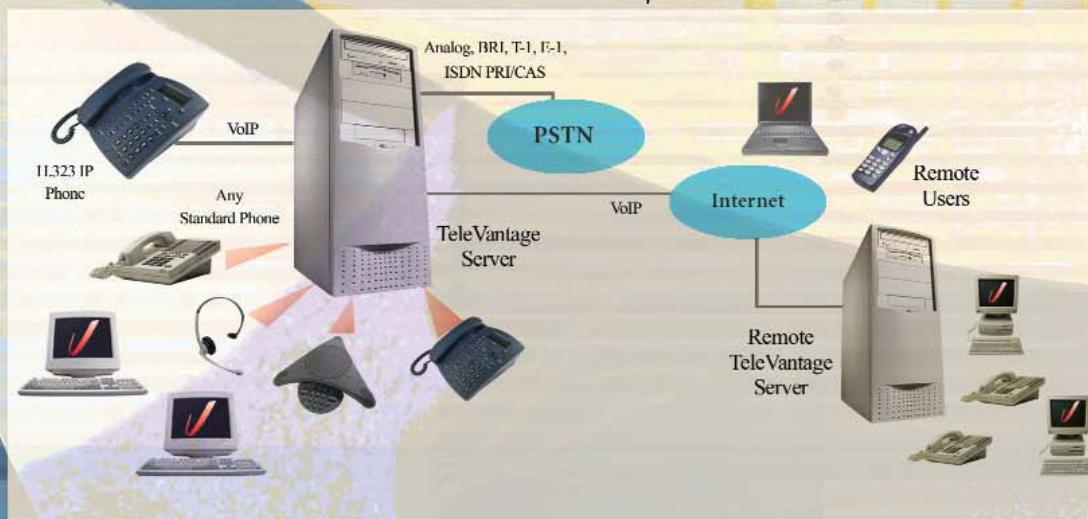 Analog, BRI, T-1, E-1,
ISDN PRI/CAS
PSTN
VoIP
H.323 IP
Phone
Any
Standard Phone
TeleVantage
Server
VoIP
Internet
Remote
Users
Remote
TeleVantage
Server